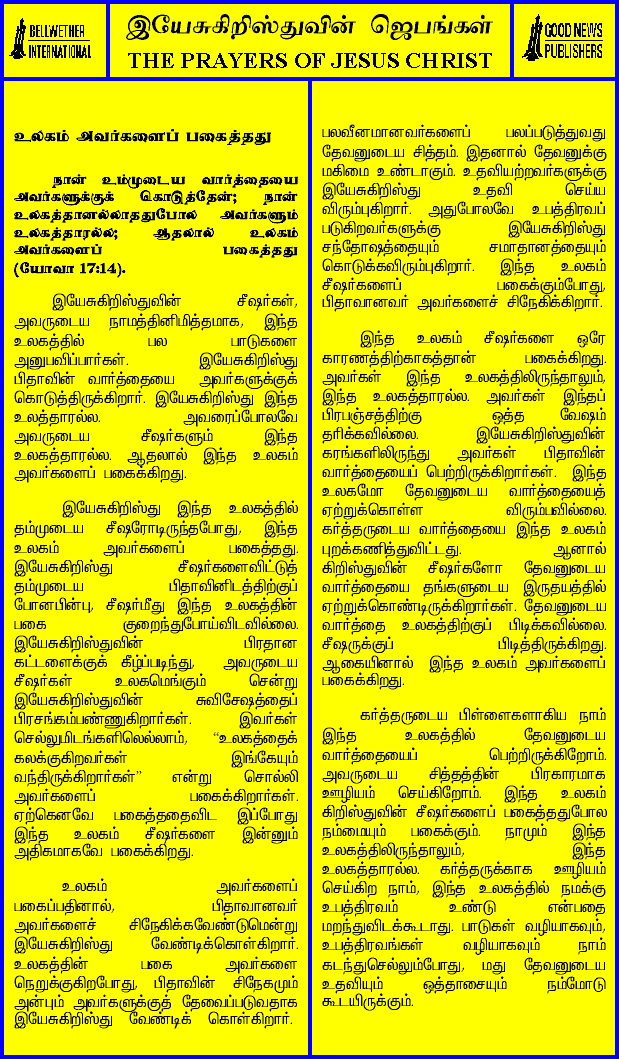 BELLWETHER
INTERNATIONAL
இயேசுகிறிஸ்துவின் ஜெபங்கள்
THE PRAYERS OF JESUS CHRIST
GOOD NEWS
PUBLISHERS
உலகம் அவர்களைப் பகைத்தது
நான் உம்முடைய வார்த்தையை
அவர்களுக்குக் கொடுத்தேன்; நான்
உலகத்தானல்லாததுபோல அவர்களும்
உலகத்தாரல்ல; ஆதலால் உலகம்
அவர்களைப் பகைத்தது
(யோவா 17:14).
இயேசுகிறிஸ்துவின் சீஷர்கள்,
அவருடைய நாமத்தினிமித்தமாக, இந்த
உலகத்தில் பல பாடுகளை
அனுபவிப்பார்கள். இயேசுகிறிஸ்து
பிதாவின் வார்த்தையை அவர்களுக்குக்
கொடுத்திருக்கிறார். இயேசுகிறிஸ்து இந்த
உலத்தாரல்ல. அவரைப்போலவே
அவருடைய சீஷர்களும் இந்த
உலகத்தாரல்ல. ஆதலால் இந்த உலகம்
அவர்களைப் பகைக்கிறது.
இயேசுகிறிஸ்து இந்த உலகத்தில்
தம்முடைய சீஷரோடிருந்தபோது, இந்த
உலகம் அவர்களைப் பகைத்தது.
இயேசுகிறிஸ்து சீஷர்களைவிட்டுத்
தம்முடைய பிதாவினிடத்திற்குப்
போனபின்பு, சீஷர்மீது இந்த உலகத்தின்
பகை குறைந்துபோய்விடவில்லை.
இயேசுகிறிஸ்துவின் பிரதான
கட்டளைக்குக் கீழ்ப்படிந்து, அவருடைய
சீஷர்கள் உலகமெங்கும் சென்று
இயேசுகிறிஸ்துவின் சுவிசேஷத்தைப்
பிரசங்கம்பண்ணுகிறார்கள். இவர்கள்
செல்லுமிடங்களிலெல்லாம், “உலகத்தைக்
கலக்குகிறவர்கள் இங்கேயும்
வந்திருக்கிறார்கள்” என்று சொல்லி
அவர்களைப் பகைக்கிறார்கள்.
ஏற்கெனவே பகைத்ததைவிட இப்போது
இந்த உலகம் சீஷர்களை இன்னும்
அதிகமாகவே பகைக்கிறது.
உலகம் அவர்களைப்
பகைப்பதினால், பிதாவானவர்
அவர்களைச் சிநேகிக்கவேண்டுமென்று
இயேசுகிறிஸ்து வேண்டிக்கொள்கிறார்.
உலகத்தின் பகை அவர்களை
நெறுக்குகிறபோது, பிதாவின் சிநேகமும்
அன்பும் அவர்களுக்குத் தேவைப்படுவதாக
இயேசுகிறிஸ்து வேண்டிக் கொள்கிறார்.
பலவீனமானவர்களைப் பலப்படுத்துவது
தேவனுடைய சித்தம். இதனால் தேவனுக்கு
மகிமை உண்டாகும். உதவியற்றவர்களுக்கு
இயேசுகிறிஸ்து உதவி செய்ய
விரும்புகிறார். அதுபோலவே உபத்திரவப்
படுகிறவர்களுக்கு இயேசுகிறிஸ்து
சந்தோஷத்தையும் சமாதானத்தையும்
கொடுக்கவிரும்புகிறார். இந்த உலகம்
சீஷர்களைப் பகைக்கும்போது,
பிதாவானவர் அவர்களைச் சிநேகிக்கிறார்.
இந்த உலகம் சீஷர்களை ஒரே
காரணத்திற்காகத்தான் பகைக்கிறது.
அவர்கள் இந்த உலகத்திலிருந்தாலும்,
இந்த உலகத்தாரல்ல. அவர்கள் இந்தப்
பிரபஞ்சத்திற்கு ஒத்த வேஷம்
தரிக்கவில்லை. இயேசுகிறிஸ்துவின்
கரங்களிலிருந்து அவர்கள் பிதாவின்
வார்த்தையைப் பெற்றிருக்கிறார்கள். இந்த
உலகமோ தேவனுடைய வார்த்தையைத்
ஏற்றுக்கொள்ள விரும்பவில்லை.
கர்த்தருடைய வார்த்தையை இந்த உலகம்
புறக்கணித்துவிட்டது. ஆனால்
கிறிஸ்துவின் சீஷர்களோ தேவனுடைய
வார்த்தையை தங்களுடைய இருதயத்தில்
ஏற்றுக்கொண்டிருக்கிறார்கள். தேவனுடைய
வார்த்தை உலகத்திற்குப் பிடிக்கவில்லை.
சீஷருக்குப் பிடித்திருக்கிறது.
ஆகையினால் இந்த உலகம் அவர்களைப்
பகைக்கிறது.
கர்த்தருடைய பிள்ளைகளாகிய நாம்
இந்த உலகத்தில் தேவனுடைய
வார்த்தையைப் பெற்றிருக்கிறோம்.
அவருடைய சித்தத்தின் பிரகாரமாக
ஊழியம் செய்கிறோம். இந்த உலகம்
கிறிஸ்துவின் சீஷர்களைப் பகைத்ததுபோல
நம்மையும் பகைக்கும். நாமும் இந்த
உலகத்திலிருந்தாலும், இந்த
உலகத்தாரல்ல. கர்த்தருக்காக ஊழியம்
செய்கிற நாம், இந்த உலகத்தில் நமக்கு
உபத்திரவம் உண்டு என்பதை
மறந்துவிடக்கூடாது. பாடுகள் வழியாகவும்,
உபத்திரவங்கள் வழியாகவும் நாம்
கடந்துசெல்லும்போது, மது தேவனுடைய
உதவியும் ஒத்தாசையும் நம்மோடு
கூடயிருக்கும்.